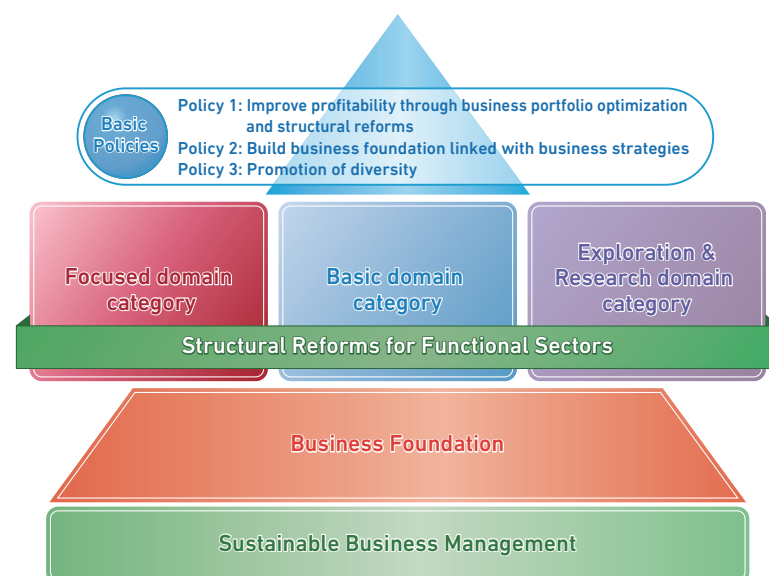 Basic
Policies
Policy 1: Improve profitability through business portfolio optimization
and structural reforms
Policy 2: Build business foundation linked with business strategies
Policy 3: Promotion of diversity
Focused domain
category
Basic domain
category
Exploration &
Research domain
category
Structural Reforms for Functional Sectors
Business Foundation
Sustainable Business Management